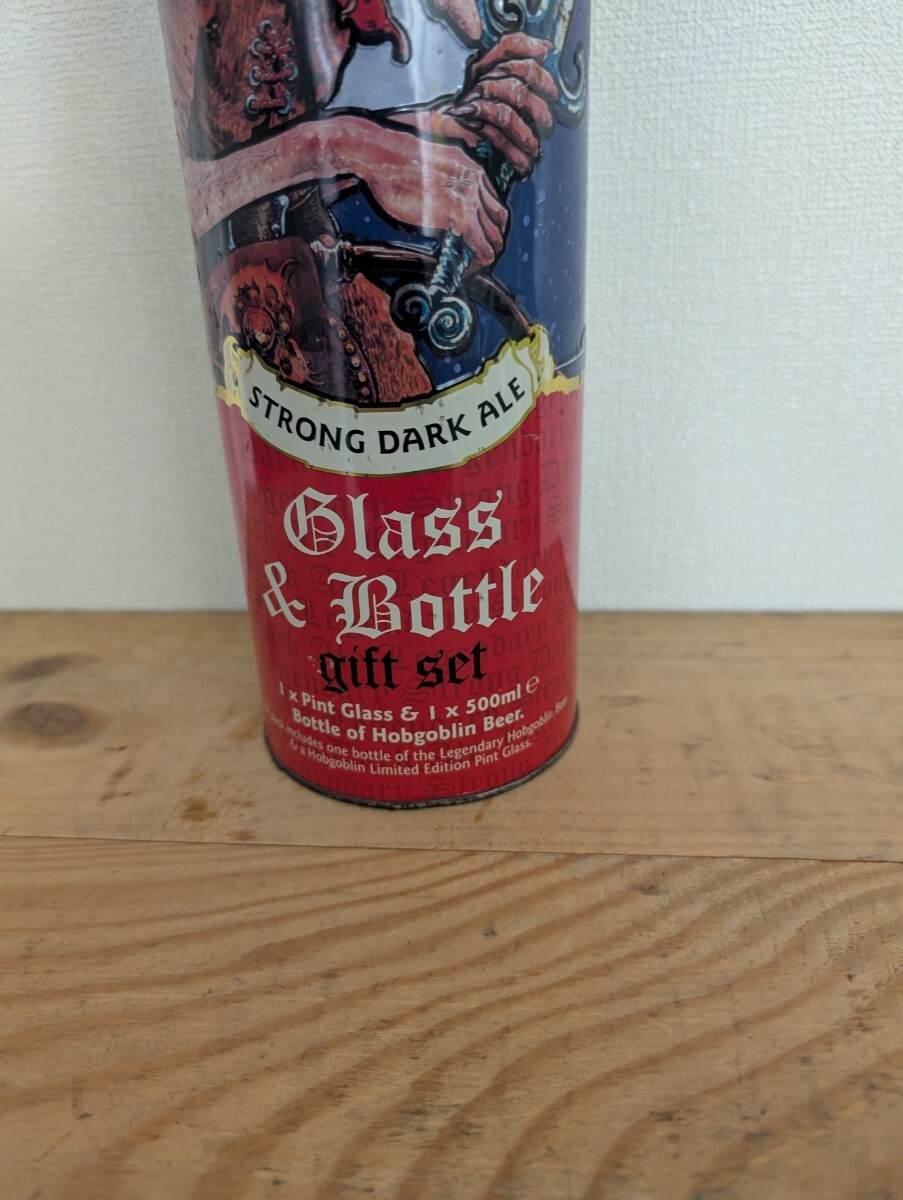 STRONG DARK ALE
Glass
& Bottle
gift set
1 x Pint Glass & 1 x 500ml ℮
Bottle of Hobgoblin Beer.
includes one bottle of the Legendary Hobgoblin Beer
& a Hobgoblin Limited Edition Pint Glass.